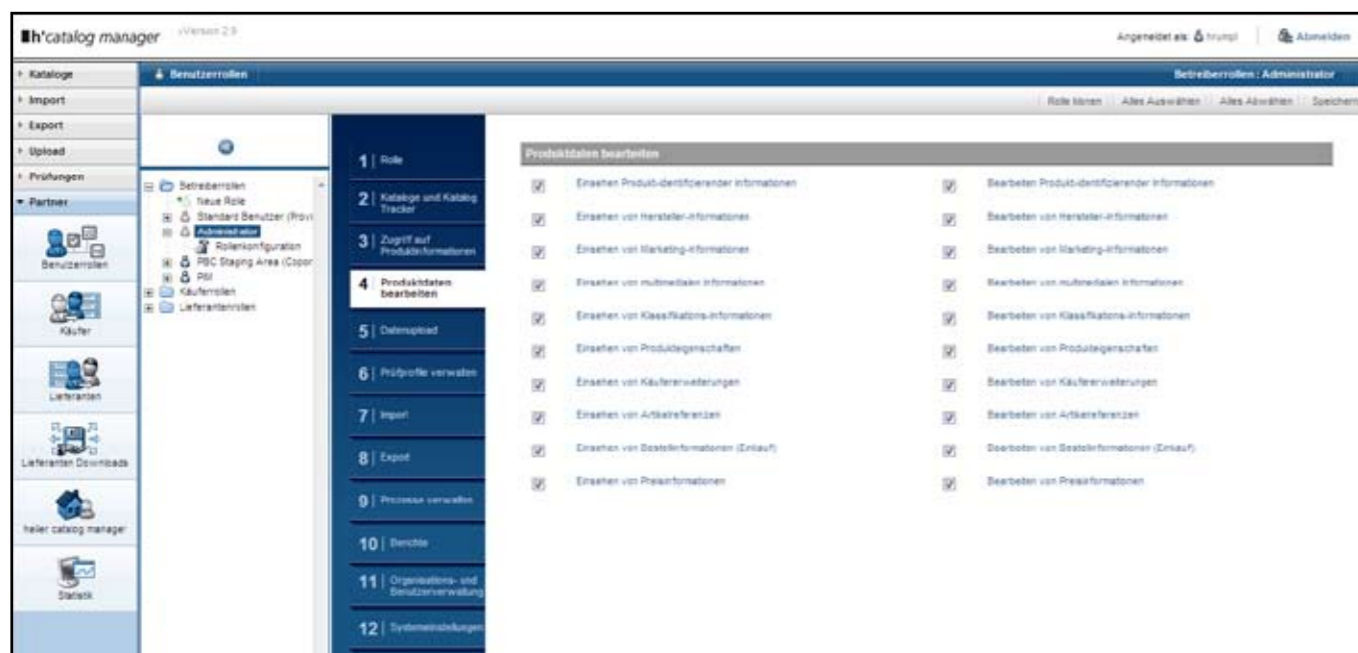 h'catalog manager
Version 2.9
Angemeldet als: trumpl
Abmelden
Kataloge
Import
Export
Upload
Prüfungen
Partner
Benutzerrollen
Käufer
Lieferanten
Lieferanten Downloads
heiler catalog manager
Statistik
Benutzerrollen
Betreiberrollen : Administrator
Alles Auswählen
Alles Abwählen
Speichern
Betreiberrollen
Neue Rolle
Standard Benutzer (Provi
Administrator
Rollenkonfiguration
PBC Staging Area (Copor
PIM
Käuferrollen
Lieferantenrollen
1 | Rolle
2 | Kataloge und Katalog
Tracker
3 | Zugriff auf
Produktinformationen
4 | Produktdaten
bearbeiten
5 | Datenupload
6 | Prüfprofile verwalten
7 | Import
8 | Export
9 | Prozesse verwalten
10 | Berichte
11 | Organisations- und
Benutzerverwaltung
12 | Systemeinstellungen
Produktdaten bearbeiten
Einsehen Produkt-identifizierender Informationen
Bearbeiten Produkt-identifizierender Informationen
Einsehen von Hersteller-Informationen
Bearbeiten von Hersteller-Informationen
Einsehen von Marketing-Informationen
Bearbeiten von Marketing-Informationen
Einsehen von multimedialen Informationen
Bearbeiten von multimedialen Informationen
Einsehen von Klassifikations-Informationen
Bearbeiten von Klassifikations-Informationen
Einsehen von Produkteigenschaften
Bearbeiten von Produkteigenschaften
Einsehen von Käufererweiterungen
Bearbeiten von Käufererweiterungen
Einsehen von Artikelreferenzen
Bearbeiten von Artikelreferenzen
Einsehen von Bestellinformationen (Einkauf)
Bearbeiten von Bestellinformationen (Einkauf)
Einsehen von Preisinformationen
Bearbeiten von Preisinformationen